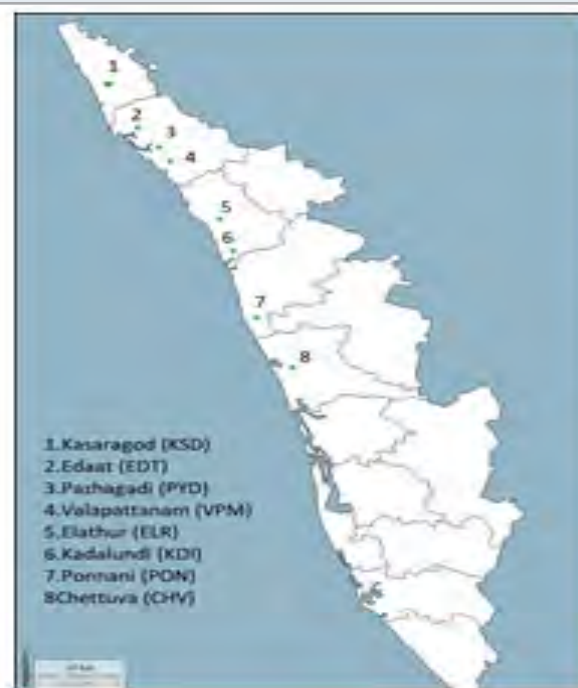 1
2
3
4
5
6
7
8
1.Kasaragod (KSD)
2.Edaat (EDT)
3.Pazhagadi (PYD)
4.Valapattanam (VPM)
5.Elathur (ELR)
6.Kadalundi (KDI)
7.Ponnani (PON)
8Chettuva (CHV)